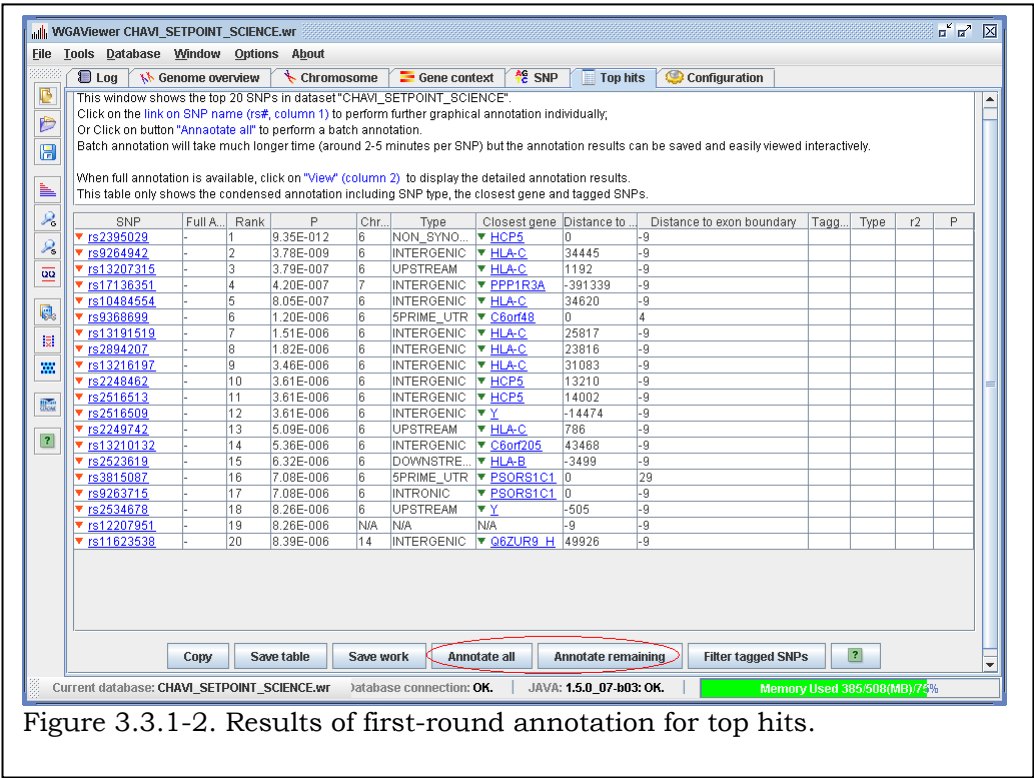 WGAViewer CHAVI_SETPOINT_SCIENCE.wr
File Tools Database Window Options About
Log Genome overview Chromosome Gene context SNP Top hits Configuration
This window shows the top 20 SNPs in dataset "CHAVI_SETPOINT_SCIENCE".
Click on the link on SNP name (rs#, column 1) to perform further graphical annotation individually;
Or Click on button "Annaotate all" to perform a batch annotation.
Batch annotation will take much longer time (around 2-5 minutes per SNP) but the annotation results can be saved and easily viewed interactively.
When full annotation is available, click on "View" (column 2) to display the detailed annotation results.
This table only shows the condensed annotation including SNP type, the closest gene and tagged SNPs.
SNP Full A... Rank P Chr... Type Closest gene Distance to ... Distance to exon boundary Tagg... Type r2 P
rs2395029 - 1 9.35E-012 6 NON_SYNO... HCP5 0 -9
rs9264942 - 2 3.78E-009 6 INTERGENIC HLA-C 34445 -9
rs13207315 - 3 3.79E-007 6 UPSTREAM HLA-C 1192 -9
rs17136351 - 4 4.20E-007 7 INTERGENIC PPP1R3A -391339 -9
rs10484554 - 5 8.05E-007 6 INTERGENIC HLA-C 34620 -9
rs9368699 - 6 1.20E-006 6 5PRIME_UTR C6orf48 0 4
rs13191519 - 7 1.51E-006 6 INTERGENIC HLA-C 25817 -9
rs2894207 - 8 1.82E-006 6 INTERGENIC HLA-C 23816 -9
rs13216197 - 9 3.46E-006 6 INTERGENIC HLA-C 31083 -9
rs2248462 - 10 3.61E-006 6 INTERGENIC HCP5 13210 -9
rs2516513 - 11 3.61E-006 6 INTERGENIC HCP5 14002 -9
rs2516509 - 12 3.61E-006 6 INTERGENIC Y -14474 -9
rs2249742 - 13 5.09E-006 6 UPSTREAM HLA-C 786 -9
rs13210132 - 14 5.36E-006 6 INTERGENIC C6orf205 43468 -9
rs2523619 - 15 6.32E-006 6 DOWNSTRE... HLA-B -3499 -9
rs3815087 - 16 7.08E-006 6 5PRIME_UTR PSORS1C1 0 29
rs9263715 - 17 7.08E-006 6 INTRONIC PSORS1C1 0 -9
rs2534678 - 18 8.26E-006 6 UPSTREAM Y -505 -9
rs12207951 - 19 8.26E-006 N/A N/A N/A -9 -9
rs11623538 - 20 8.39E-006 14 INTERGENIC Q6ZUR9_H 49926 -9
Copy Save table Save work Annotate all Annotate remaining Filter tagged SNPs ?
Current database: CHAVI_SETPOINT_SCIENCE.wr )atabase connection: OK. JAVA: 1.5.0_07-b03: OK. Memory Used 385/508(MB)/75%
Figure 3.3.1-2. Results of first-round annotation for top hits.